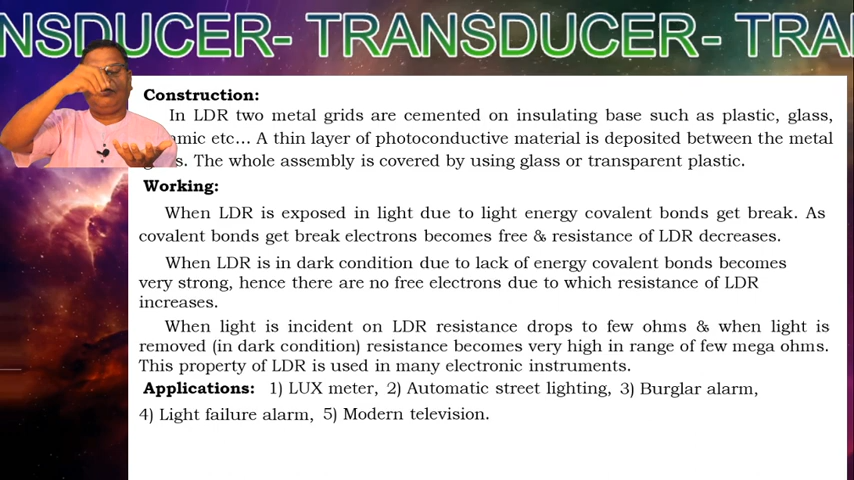 NSDUCER- TRANSDUCER- TRA
Construction:
In LDR two metal grids are cemented on insulating base such as plastic, glass,
etc... A thin layer of photoconductive material is deposited between the metal
The whole assembly is covered by using glass or transparent plastic.
Working:
When LDR is exposed in light due to light energy covalent bonds get break. As
covalent bonds get break electrons becomes free & resistance of LDR decreases.
When LDR is in dark condition due to lack of energy covalent bonds becomes
very strong, hence there are no free electrons due to which resistance of LDR
increases.
When light is incident on LDR resistance drops to few ohms & when light is
removed (in dark condition) resistance becomes very high in range of few mega ohms.
This property of LDR is used in many electronic instruments.
Applications: 1) LUX meter, 2) Automatic street lighting, 3) Burglar alarm,
4) Light failure alarm, 5) Modern television.